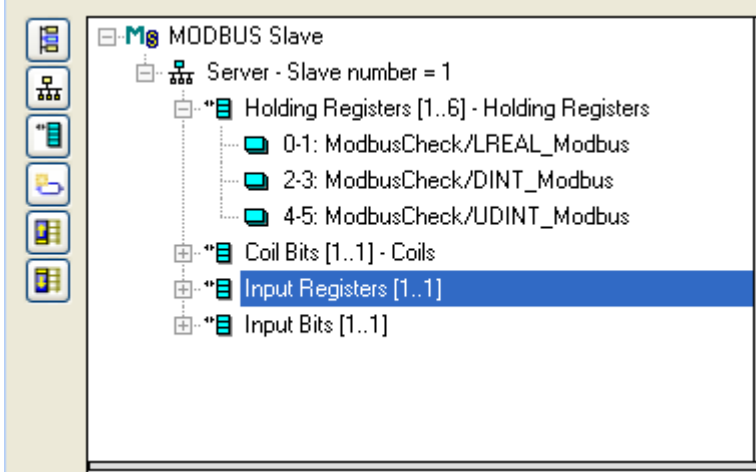 MODBUS Slave
Server - Slave number = 1
Holding Registers [1..6] - Holding Registers
0-1: ModbusCheck/LREAL_Modbus
2-3: ModbusCheck/DINT_Modbus
4-5: ModbusCheck/UDINT_Modbus
Coil Bits [1..1] - Coils
Input Registers [1..1]
Input Bits [1..1]